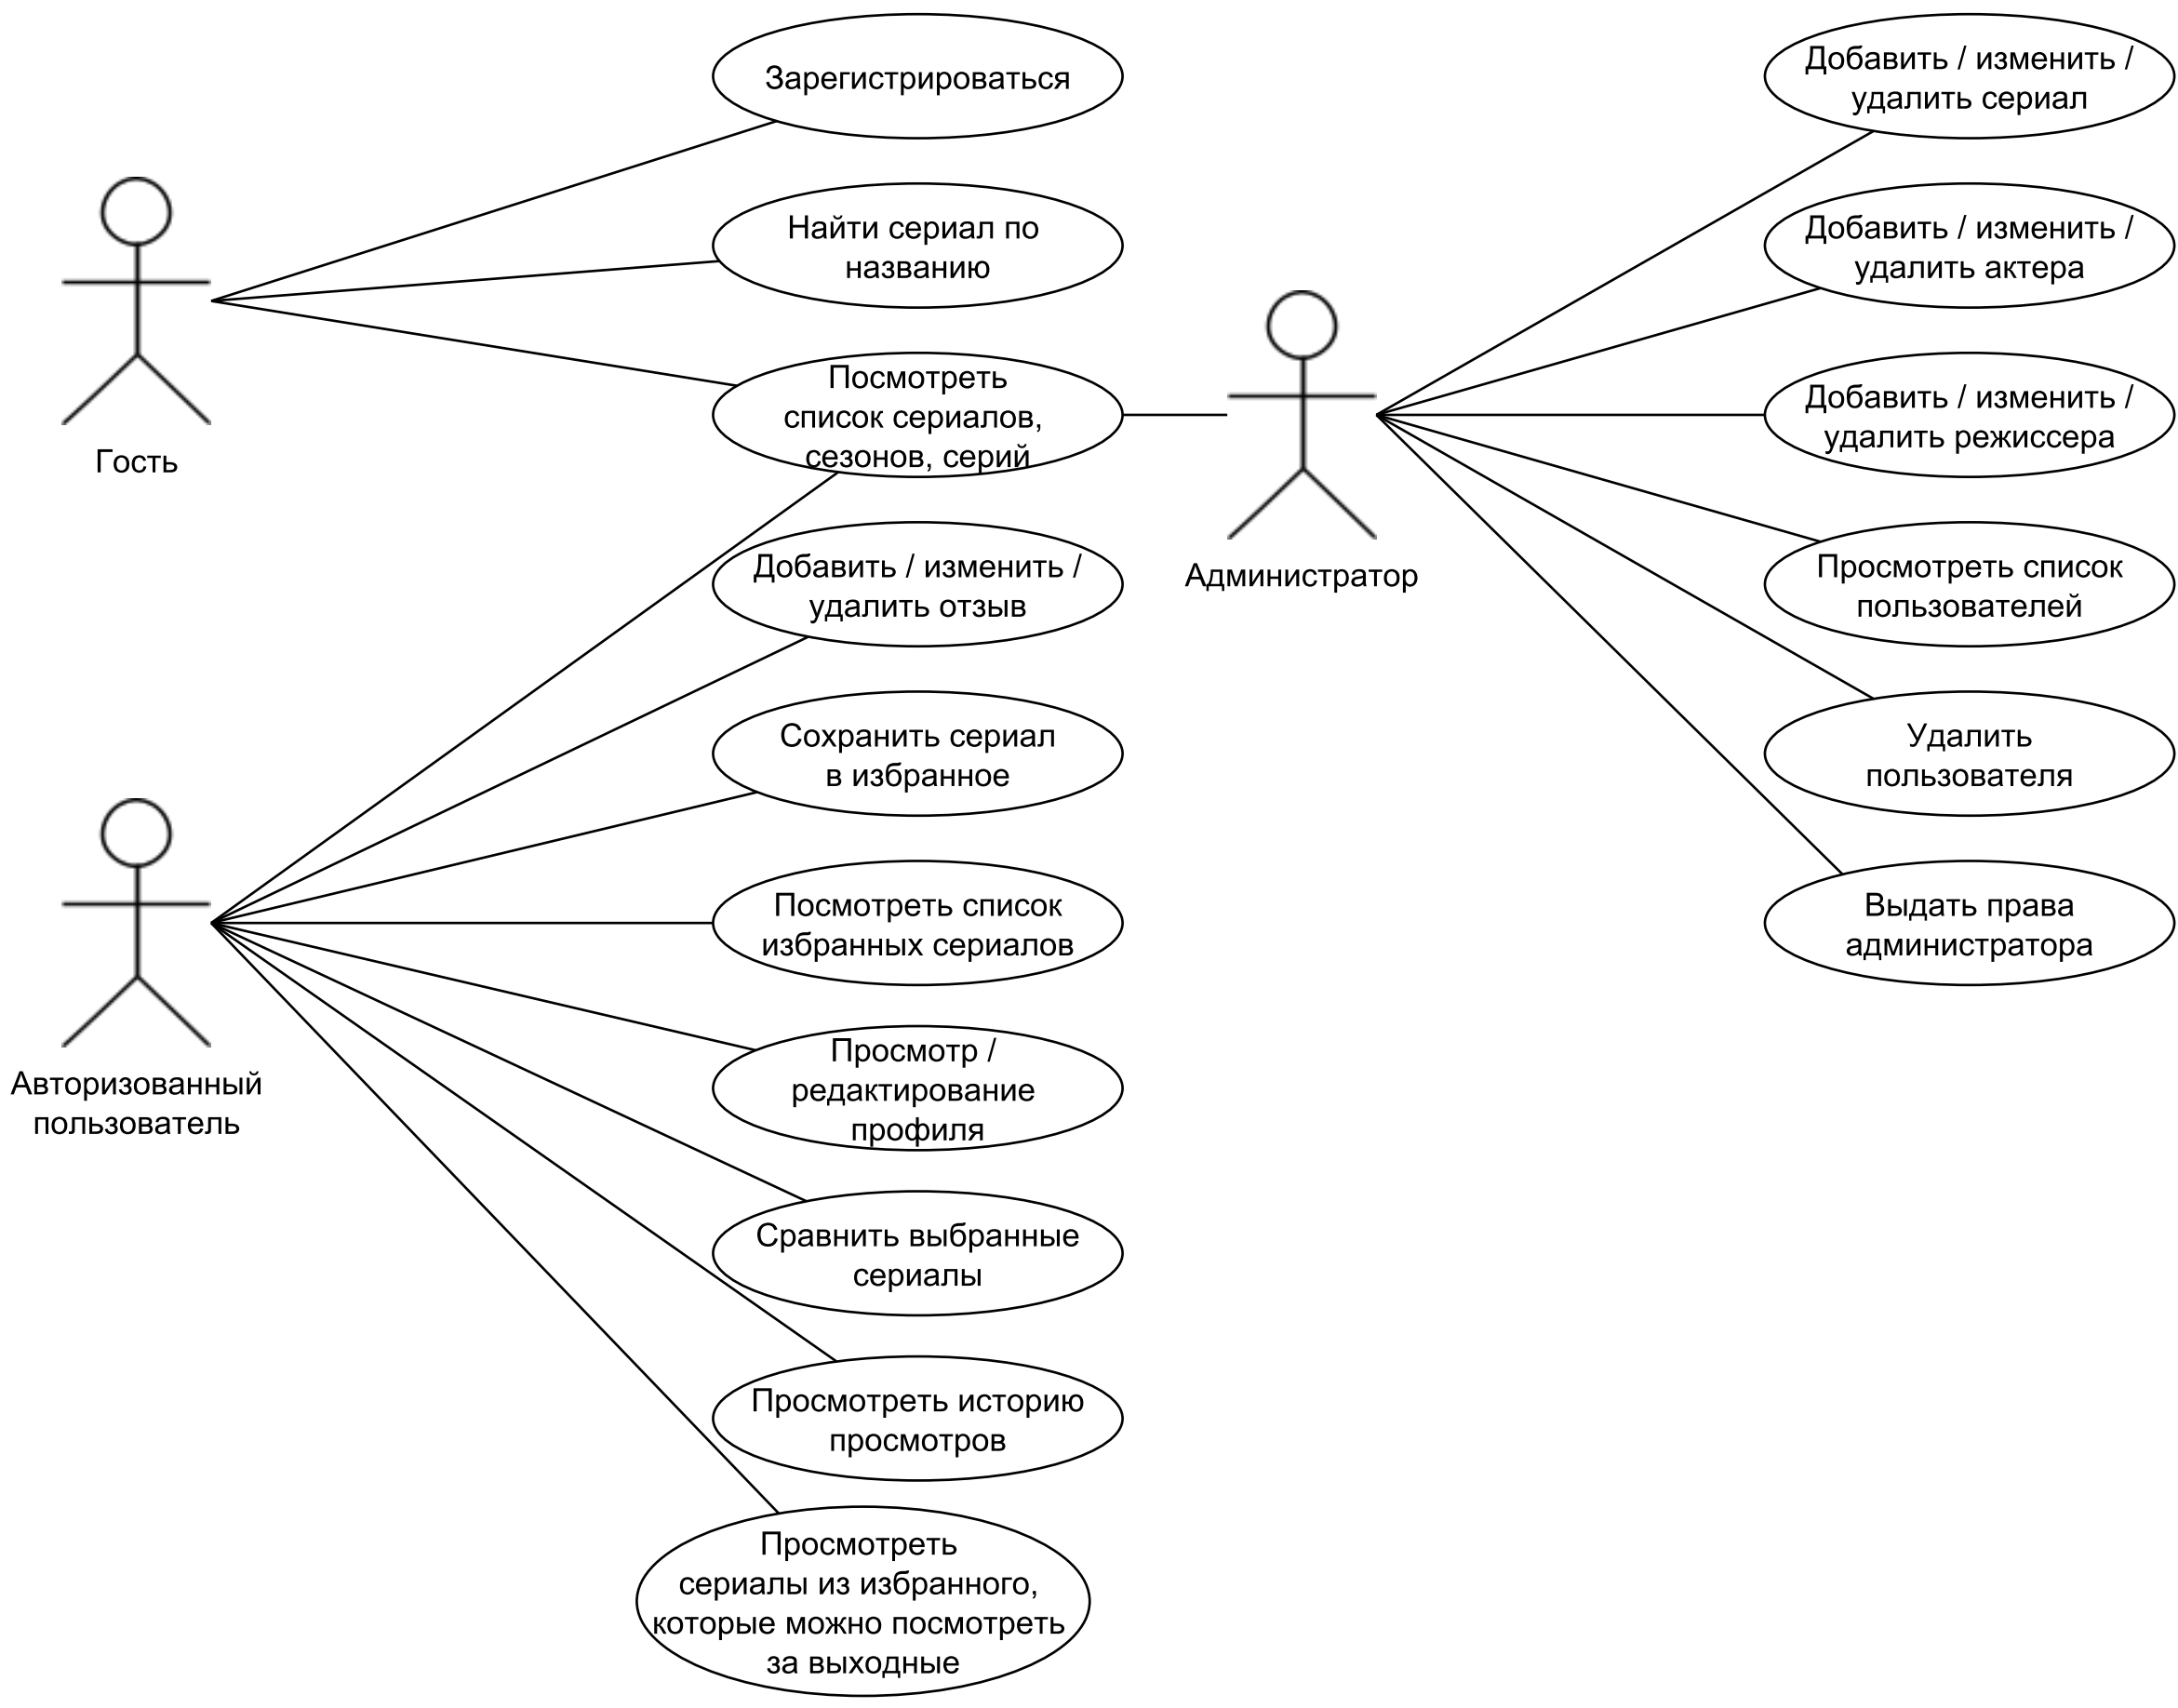 Зарегистрироваться
Найти сериал по
названию
Гость
Посмотреть
список сериалов,
сезонов, серий
Добавить / изменить /
удалить отзыв
Сохранить сериал
в избранное
Посмотреть список
избранных сериалов
Авторизованный
пользователь
Просмотр /
редактирование
профиля
Сравнить выбранные
сериалы
Просмотреть историю
просмотров
Просмотреть
сериалы из избранного,
которые можно посмотреть
за выходные
Администратор
Добавить / изменить /
удалить сериал
Добавить / изменить /
удалить актера
Добавить / изменить /
удалить режиссера
Просмотреть список
пользователей
Удалить
пользователя
Выдать права
администратора